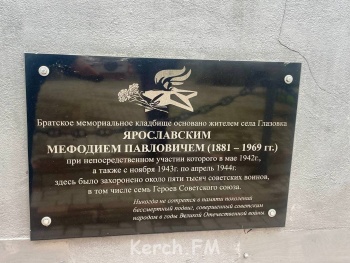 Братское мемориальное кладбище основано жителем села Глазовка
ЯРОСЛАВСКИМ
МЕФОДИЕМ ПАВЛОВИЧЕМ (1881 – 1969 гг.)
при непосредственном участии которого в мае 1942г.,
а также с ноября 1943г. по апрель 1944г.
здесь было захоронено около пяти тысяч советских воинов,
в том числе семь Героев Советского союза.
Никогда не сотрется в памяти поколений
бессмертный подвиг, совершенный советским
народом в годы Великой Отечественной войны.
Kerch.FM